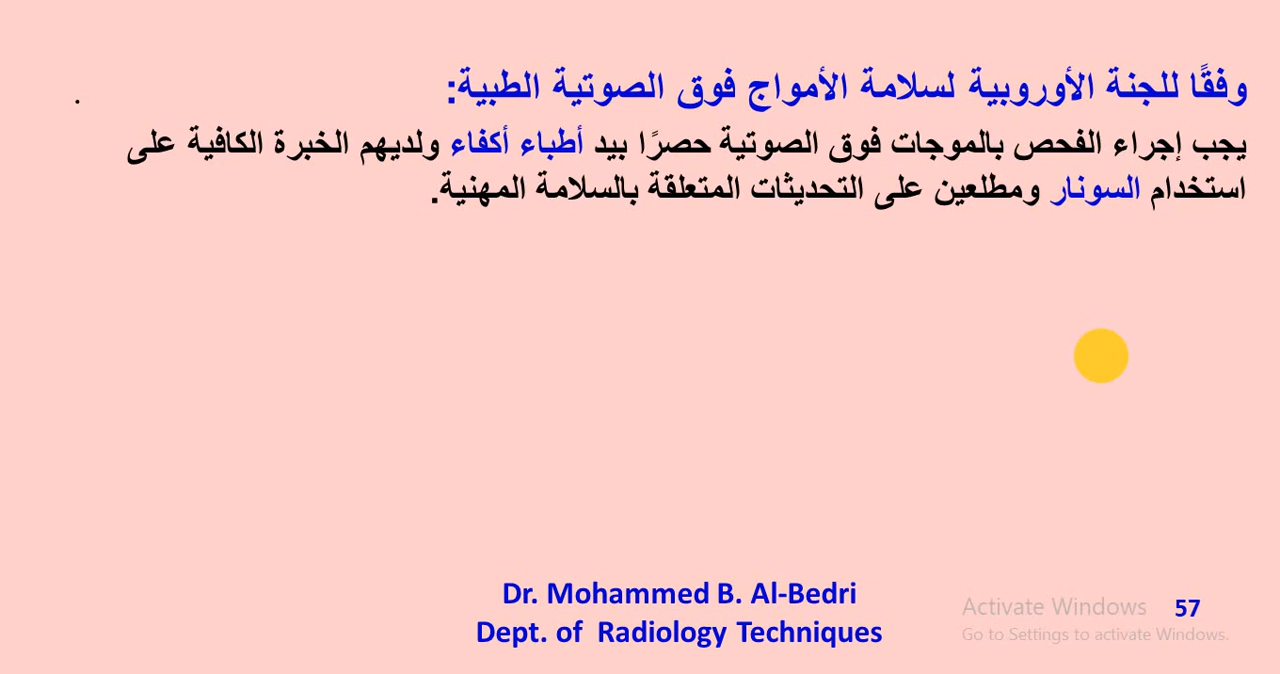 وفقًا للجنة الأوروبية لسلامة الأمواج فوق الصوتية الطبية:
.
يجب إجراء الفحص بالموجات فوق الصوتية حصرًا بيد أطباء أكفاء ولديهم الخبرة الكافية على
استخدام السونار ومطلعين على التحديثات المتعلقة بالسلامة المهنية.
Dr. Mohammed B. Al-Bedri
Dept. of Radiology Techniques
Activate Windows
Go to Settings to activate Windows.
57